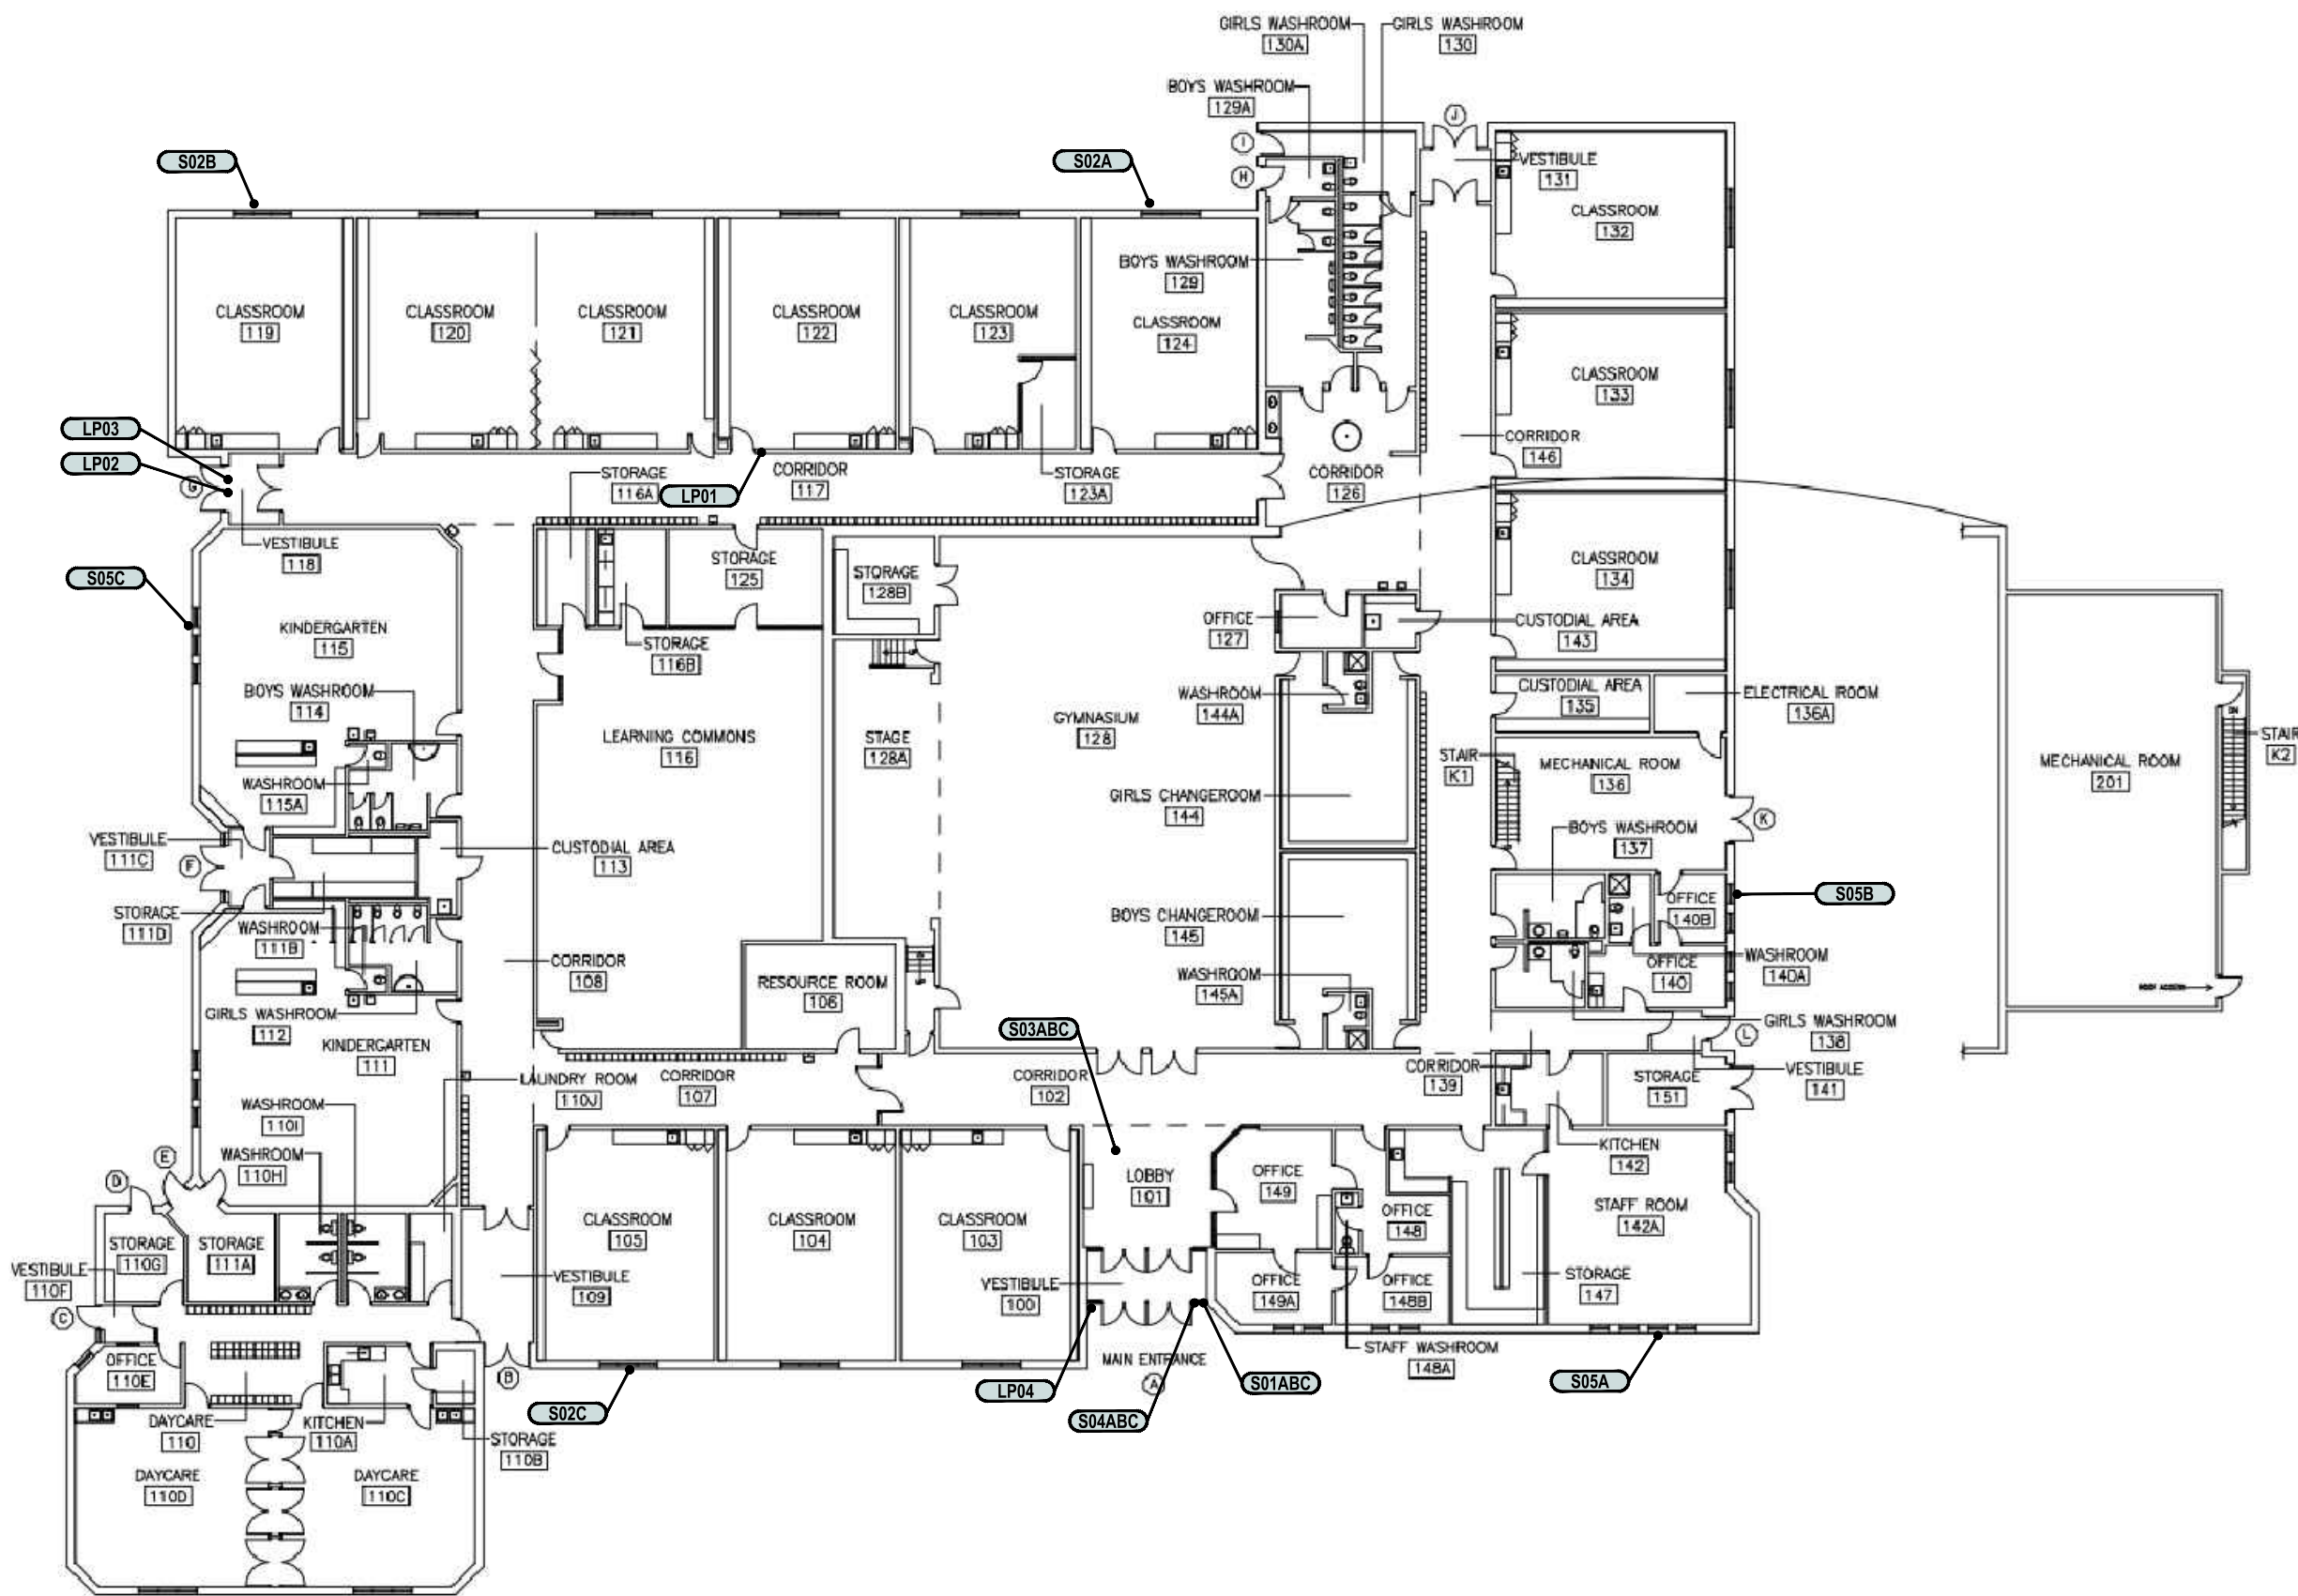 GIRLS WASHROOM
130A
GIRLS WASHROOM
130
BOYS WASHROOM
129A
J
I
H
S02B
S02A
VESTIBULE
131
CLASSROOM
132
BOYS WASHROOM
129
CLASSROOM
119
CLASSROOM
120
CLASSROOM
121
CLASSROOM
122
CLASSROOM
123
CLASSROOM
124
CLASSROOM
133
LP03
LP02
G
CORRIDOR
146
STORAGE
116A
LP01
CORRIDOR
117
STORAGE
123A
CORRIDOR
126
VESTIBULE
118
S05C
STORAGE
125
STORAGE
128B
CLASSROOM
134
KINDERGARTEN
115
OFFICE
127
CUSTODIAL AREA
143
STORAGE
116B
BOYS WASHROOM
114
WASHROOM
144A
CUSTODIAL AREA
135
ELECTRICAL ROOM
136A
LEARNING COMMONS
116
STAGE
128A
GYMNASIUM
128
STAIR
K1
MECHANICAL ROOM
136
DN
STAIR
K2
MECHANICAL ROOM
201
WASHROOM
115A
GIRLS CHANGEROOM
144
K
VESTIBULE
111C
F
CUSTODIAL AREA
113
BOYS WASHROOM
137
STORAGE
111D
WASHROOM
111B
BOYS CHANGEROOM
145
OFFICE
140B
S05B
CORRIDOR
108
RESOURCE ROOM
106
WASHROOM
145A
OFFICE
140
WASHROOM
140A
ROOF ACCESS
GIRLS WASHROOM
112
KINDERGARTEN
111
S03ABC
GIRLS WASHROOM
138
L
LAUNDRY ROOM
110J
CORRIDOR
107
CORRIDOR
102
CORRIDOR
139
STORAGE
151
VESTIBULE
141
WASHROOM
110I
WASHROOM
110H
E
D
KITCHEN
142
LOBBY
101
OFFICE
149
STAFF ROOM
142A
CLASSROOM
105
CLASSROOM
104
CLASSROOM
103
OFFICE
148
STORAGE
110G
STORAGE
111A
VESTIBULE
110F
VESTIBULE
109
VESTIBULE
100
OFFICE
149A
OFFICE
148B
STORAGE
147
C
OFFICE
110E
B
MAIN ENTRANCE
A
STAFF WASHROOM
148A
S02C
LP04
S04ABC
S01ABC
S05A
DAYCARE
110
KITCHEN
110A
STORAGE
110B
DAYCARE
110D
DAYCARE
110C